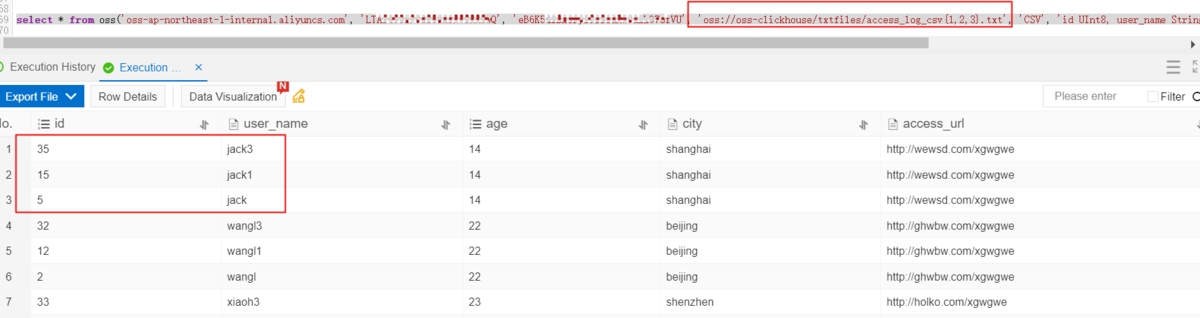 68
69
select * from oss('oss-ap-northeast-1-internal.aliyuncs.com', 'LTA Q', 'eB6K5 VU', 'oss://oss-clickhouse/txtfiles/access_log_csv{1,2,3}.txt', 'CSV', 'id UInt8, user_name Strin
70
Execution History Execution ... ×
Export File Row Details Data Visualization N Please enter Filter
No. id user_name age city access_url
1 35 jack3 14 shanghai http://wewsd.com/xgwgwe
2 15 jack1 14 shanghai http://wewsd.com/xgwgwe
3 5 jack 14 shanghai http://wewsd.com/xgwgwe
4 32 wangl3 22 beijing http://ghwbw.com/xgwgwe
5 12 wangl1 22 beijing http://ghwbw.com/xgwgwe
6 2 wangl 22 beijing http://ghwbw.com/xgwgwe
7 33 xiaoh3 23 shenzhen http://holko.com/xgwgwe